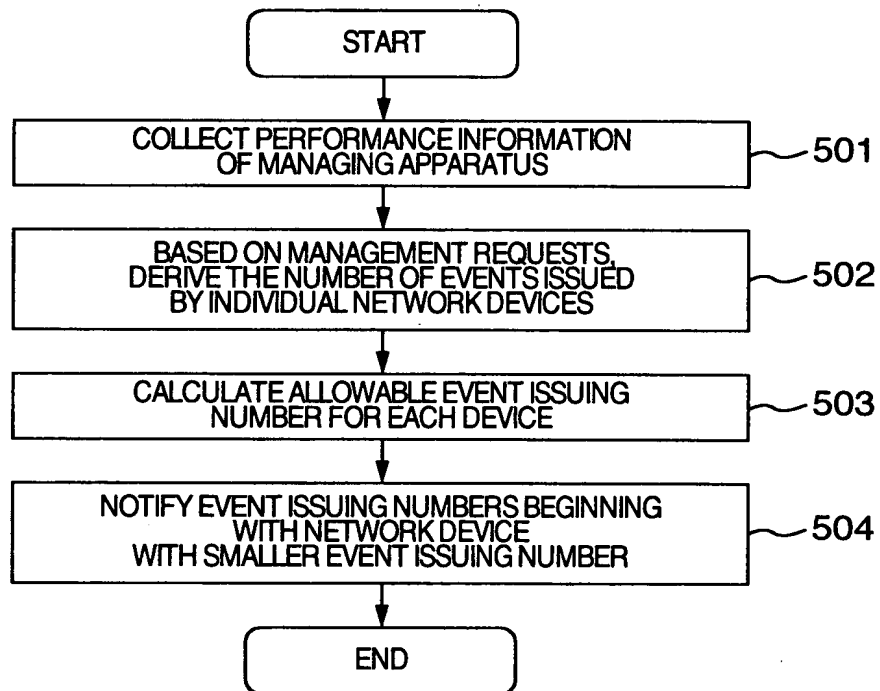 START
COLLECT PERFORMANCE INFORMATION
OF MANAGING APPARATUS
501
BASED ON MANAGEMENT REQUESTS,
DERIVE THE NUMBER OF EVENTS ISSUED
BY INDIVIDUAL NETWORK DEVICES
502
CALCULATE ALLOWABLE EVENT ISSUING
NUMBER FOR EACH DEVICE
503
NOTIFY EVENT ISSUING NUMBERS BEGINNING
WITH NETWORK DEVICE
WITH SMALLER EVENT ISSUING NUMBER
504
END